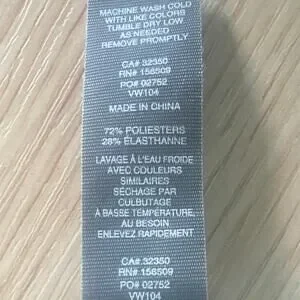 MACHINE WASH COLD
WITH LIKE COLORS
TUMBLE DRY LOW
AS NEEDED
REMOVE PROMPTLY
CA# 32350
RN# 156509
PO# 02752
VW104
MADE IN CHINA
72% POLIESTERS
28% ÉLASTHANNE
LAVAGE À L'EAU FROIDE
AVEC COULEURS
SIMILAIRES
SÉCHAGE PAR
CULBUTAGE
À BASSE TEMPÉRATURE,
AU BESOIN
ENLEVEZ RAPIDEMENT
CA# 32350
RN# 156509
PO# 02752
VW104